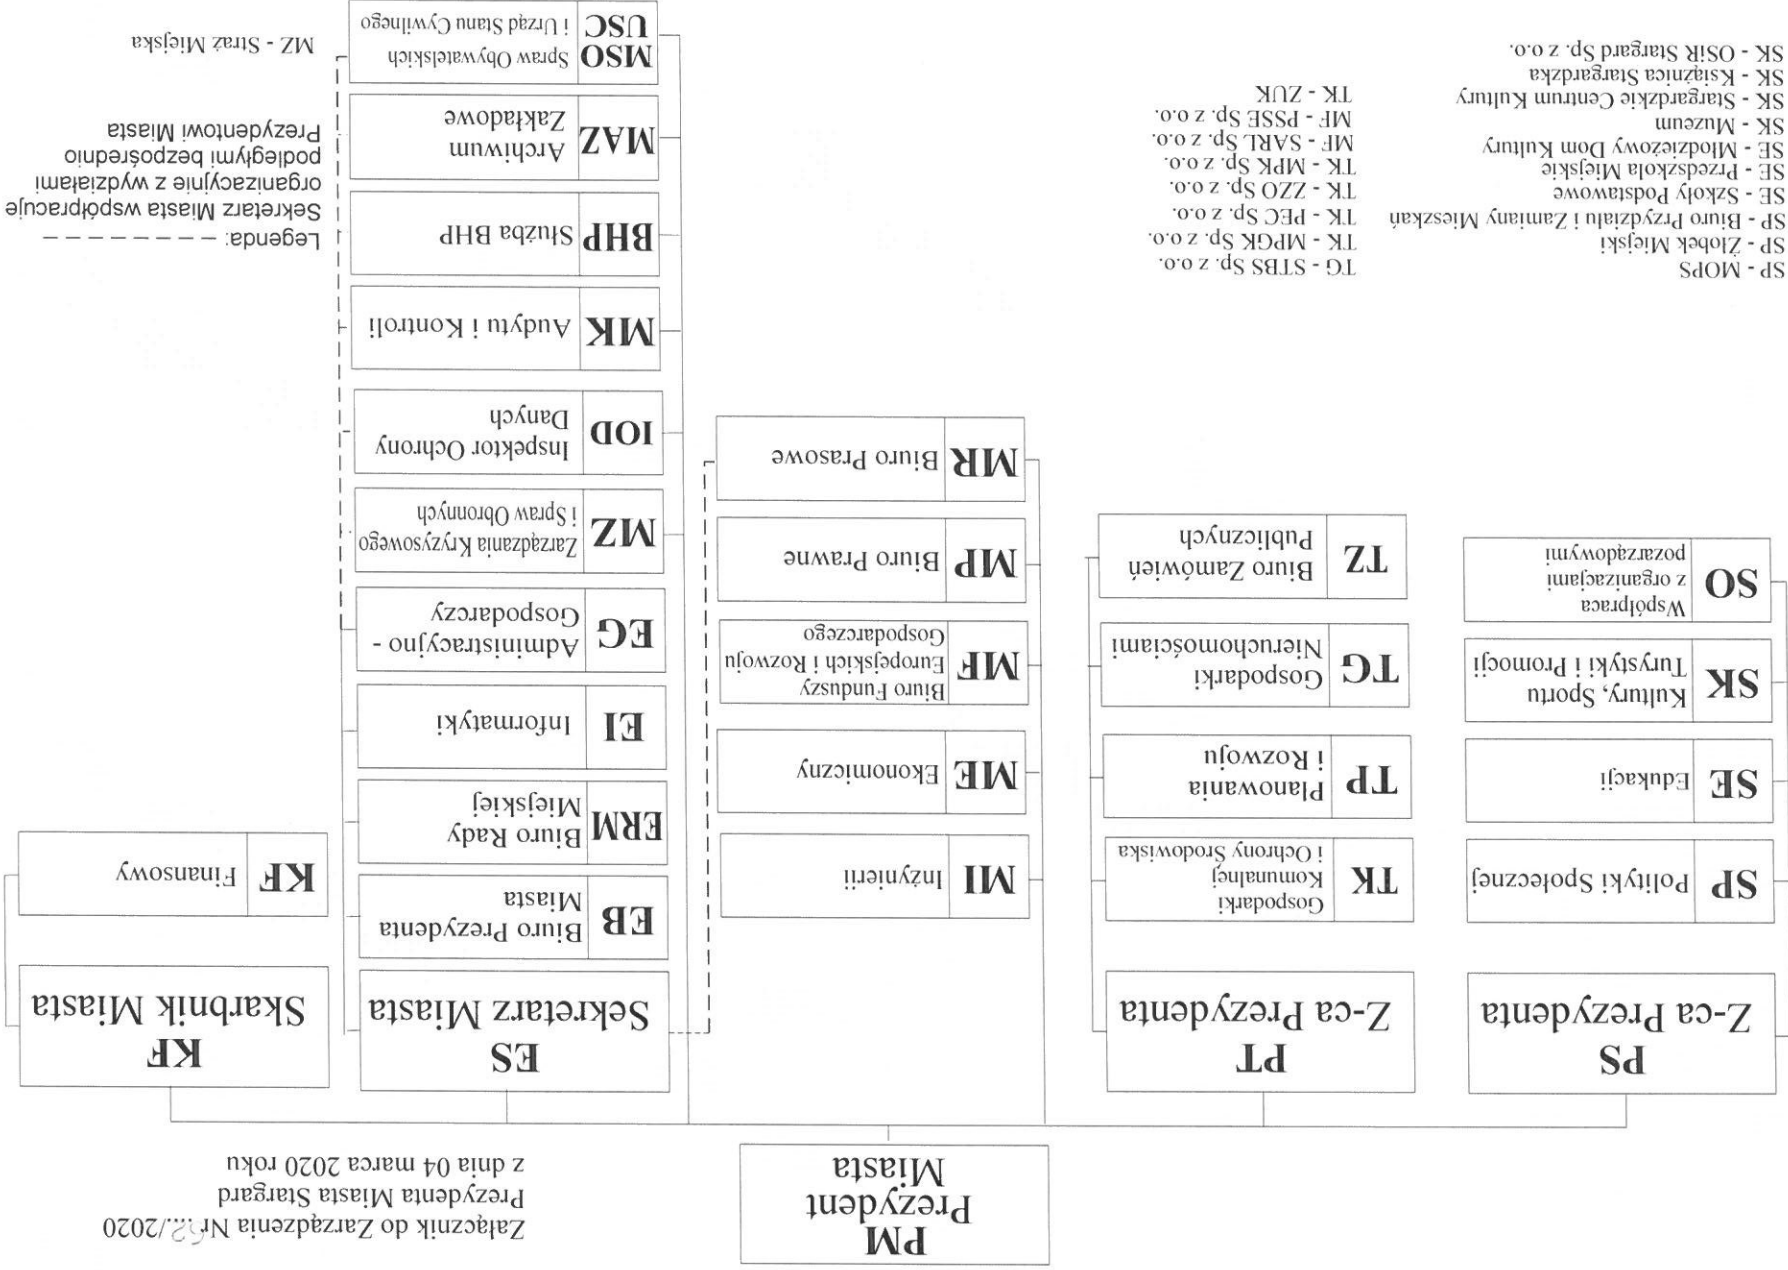 PM
Prezydent
Miasta
Załącznik do Zarządzenia Nr /2020
Prezydenta Miasta Stargard
z dnia 04 marca 2020 roku
PS
Z-ca Prezydenta
SP Polityki Społecznej
SE Edukacji
SK Kultury, Sportu
Turystyki i Promocji
SO Współpraca
z organizacjami
pozarządowymi
PT
Z-ca Prezydenta
TK Gospodarki
Komunalnej
i Ochrony Środowiska
TP Planowania
i Rozwoju
TG Gospodarki
Nieruchomościami
TZ Biuro Zamówień
Publicznych
MI Inżynierii
ME Ekonomiczny
MF Biuro Funduszy
Europejskich i Rozwoju
Gospodarczego
MP Biuro Prawne
MR Biuro Prasowe
ES
Sekretarz Miasta
EB Biuro Prezydenta
Miasta
ERM Biuro Rady
Miejskiej
EI Informatyki
EG Administracyjno -
Gospodarczy
MZ Zarządzania Kryzysowego
i Spraw Obronnych
IOD Inspektor Ochrony
Danych
MK Audytu i Kontroli
BHP Służba BHP
MAZ Archiwum
Zakładowe
MSO Spraw Obywatelskich
USC i Urząd Stanu Cywilnego
KF
Skarbnik Miasta
KF Finansowy
SP - MOPS
SP - Żłobek Miejski
SP - Biuro Przydziału i Zamiany Mieszkań
SE - Szkoły Podstawowe
SE - Przedszkola Miejskie
SE - Młodzieżowy Dom Kultury
SK - Muzeum
SK - Stargardzkie Centrum Kultury
SK - Książnica Stargardzka
SK - OSiR Stargard Sp. z o.o.
TG - STBS Sp. z o.o.
TK - MPGK Sp. z o.o.
TK - PEC Sp. z o.o.
TK - ZZO Sp. z o.o.
TK - MPK Sp. z o.o.
MF - SARL Sp. z o.o.
MF - PSSE Sp. z o.o.
TK - ZUK
Legenda: - - - - - - - - -
Sekretarz Miasta współpracuje
organizacyjnie z wydziałami
podległymi bezpośrednio
Prezydentowi Miasta
MZ - Straż Miejska